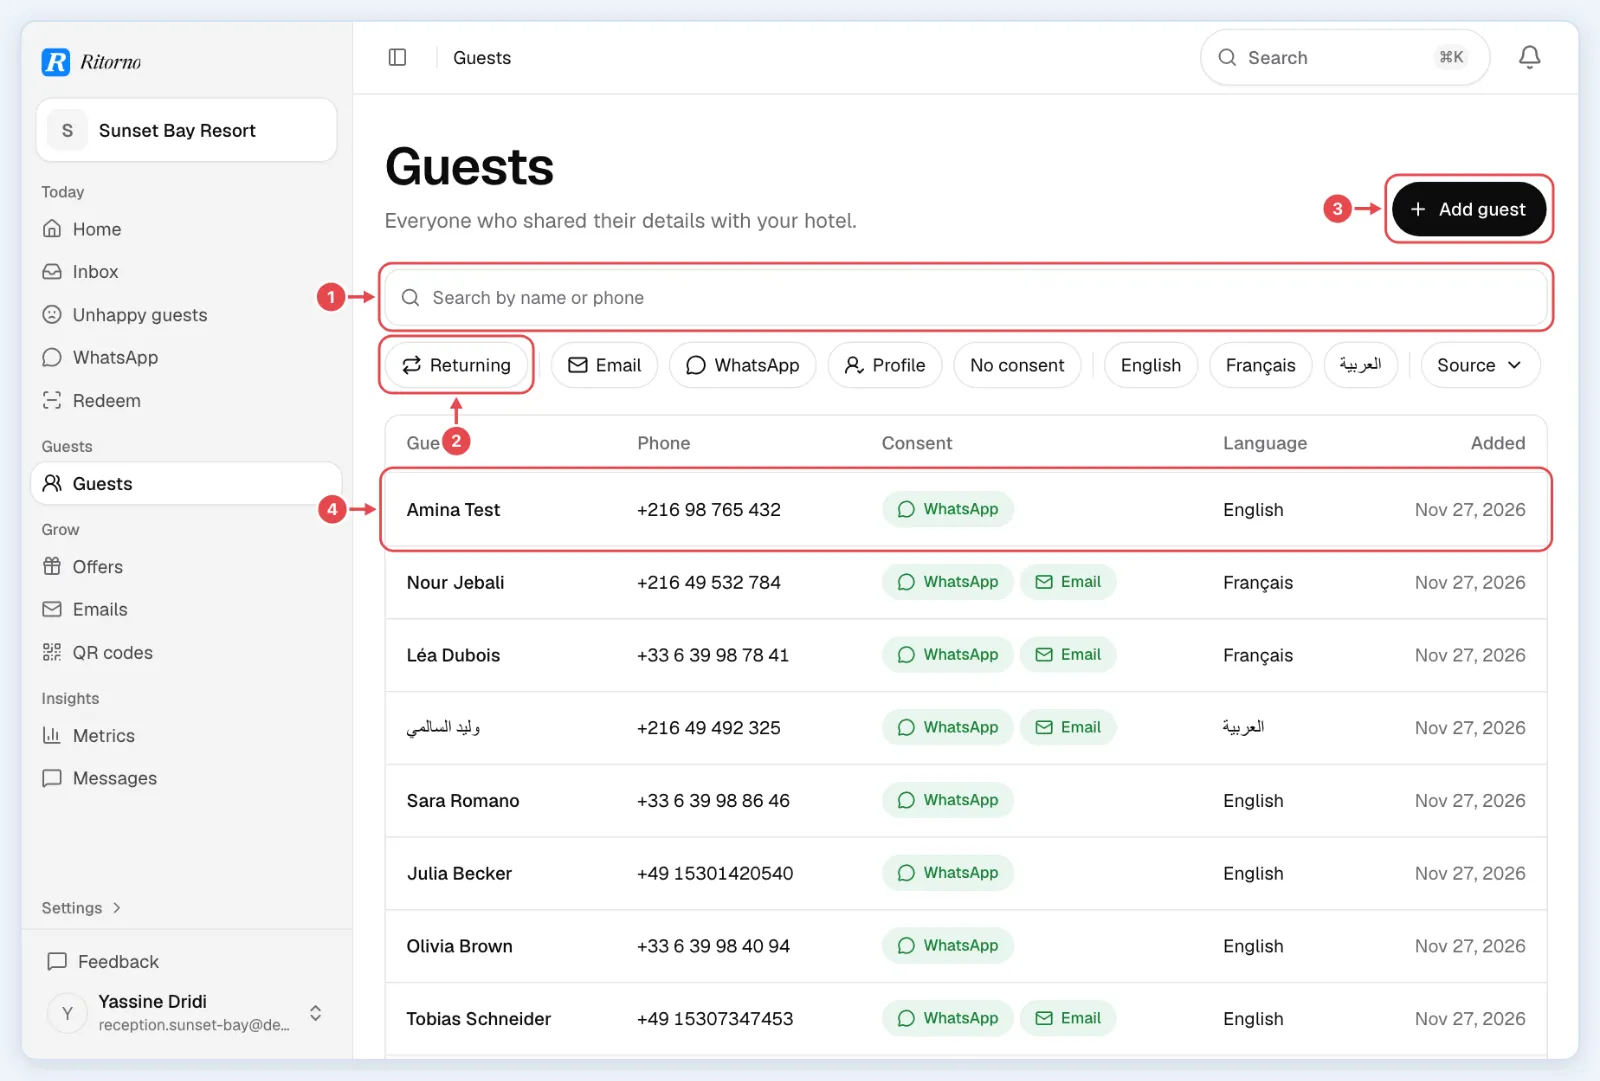 R Ritorno
S Sunset Bay Resort
Today
Home
Inbox
Unhappy guests
WhatsApp
Redeem
Guests
Guests
Grow
Offers
Emails
QR codes
Insights
Metrics
Messages
Settings
Feedback
Y Yassine Dridi
reception.sunset-bay@de...
Guests
Search ⌘K
Guests
Everyone who shared their details with your hotel.
3 + Add guest
1 Search by name or phone
Returning Email WhatsApp Profile No consent English Français العربية Source
2
Gue Phone Consent Language Added
4 Amina Test +216 98 765 432 WhatsApp English Nov 27, 2026
Nour Jebali +216 49 532 784 WhatsApp Email Français Nov 27, 2026
Léa Dubois +33 6 39 98 78 41 WhatsApp Email Français Nov 27, 2026
وليد السالمي +216 49 492 325 WhatsApp Email العربية Nov 27, 2026
Sara Romano +33 6 39 98 86 46 WhatsApp English Nov 27, 2026
Julia Becker +49 15301420540 WhatsApp English Nov 27, 2026
Olivia Brown +33 6 39 98 40 94 WhatsApp English Nov 27, 2026
Tobias Schneider +49 15307347453 WhatsApp Email English Nov 27, 2026